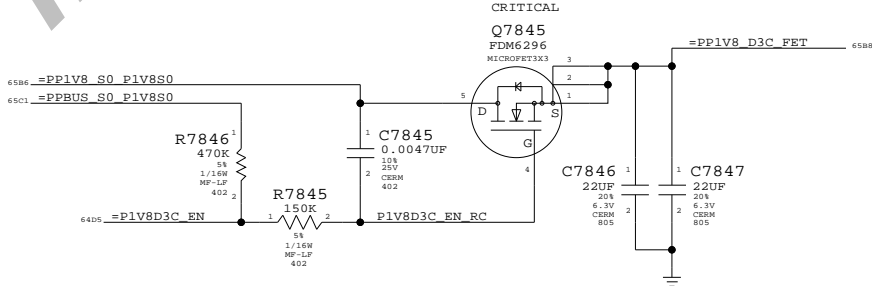 CRITICAL
Q7845
FDM6296
MICROFET3X3
=PP1V8_D3C_FET
65B8
3
2
1
5
D
S
G
4
65B6
=PP1V8_S0_P1V8S0
65C1
=PPBUS_S0_P1V8S0
1
R7846
470K
5%
1/16W
MF-LF
402
2
1
C7845
0.0047UF
10%
25V
CERM
402
2
R7845
150K
1
2
5%
1/16W
MF-LF
402
64D5
=P1V8D3C_EN
P1V8D3C_EN_RC
C7846
22UF
20%
6.3V
CERM
805
1
2
1
2
C7847
22UF
20%
6.3V
CERM
805